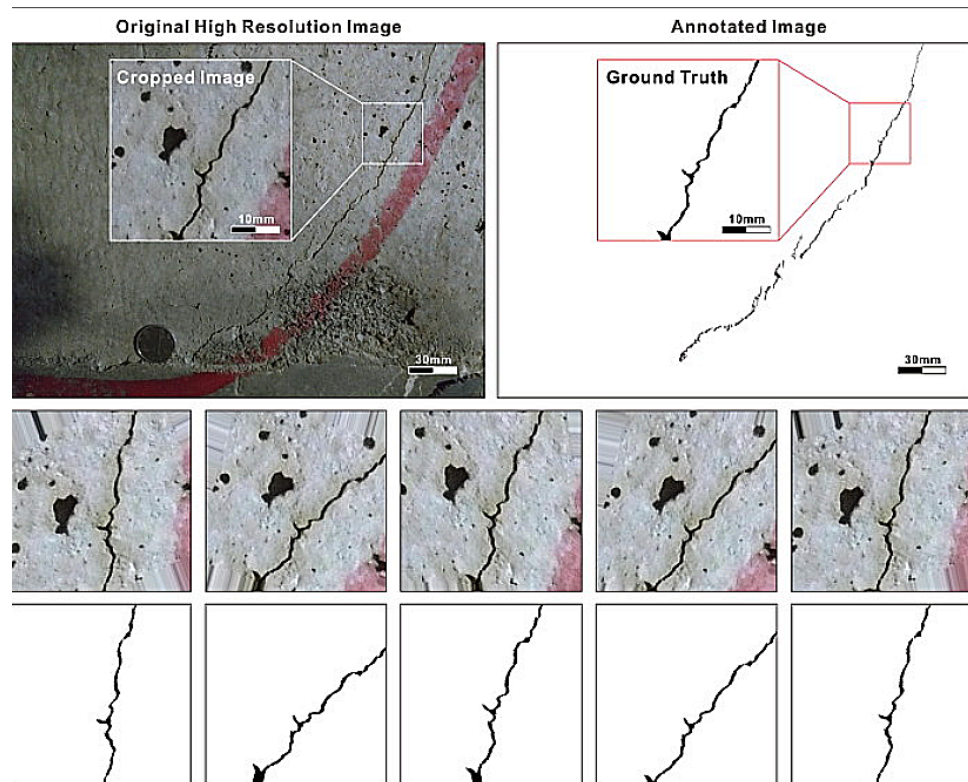 Original High Resolution Image
Annotated Image
Cropped Image
10mm
30mm
Ground Truth
10mm
30mm